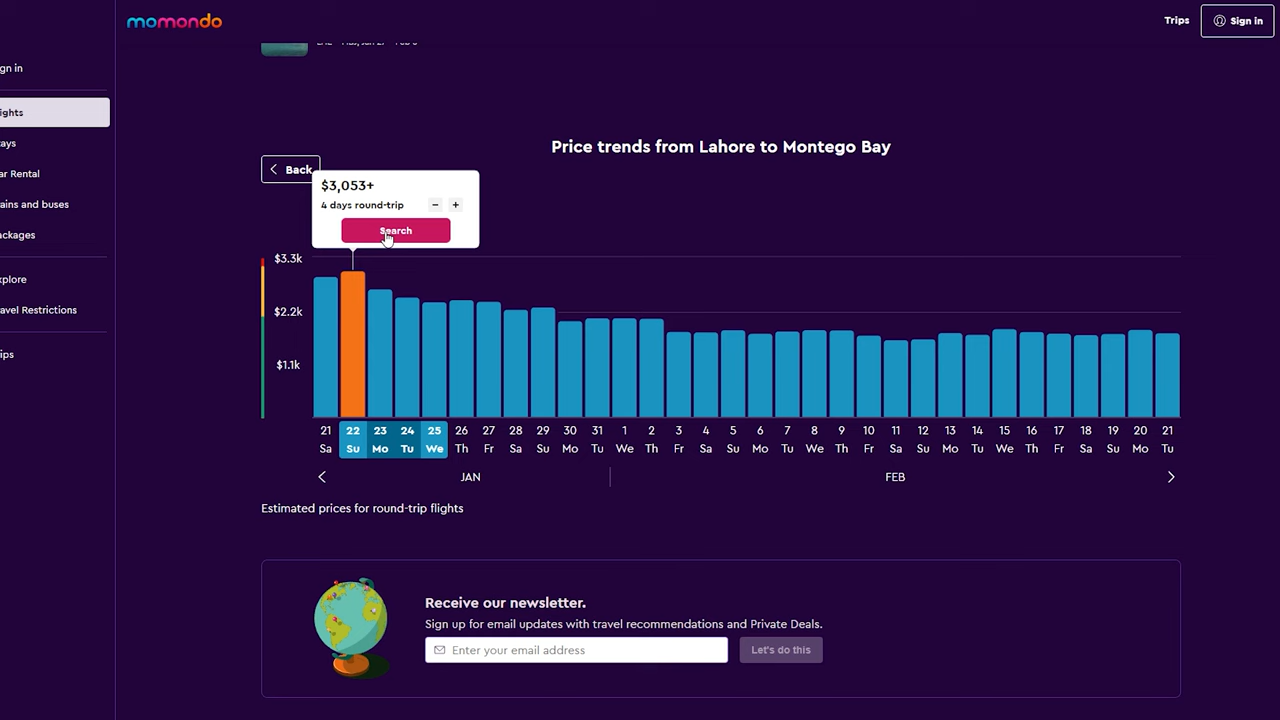 momondo
Trips
Sign in
gn in
ights
ays
ar Rental
ains and buses
ackages
xplore
avel Restrictions
ips
Price trends from Lahore to Montego Bay
Back
$3,053+
4 days round-trip - +
Search
$3.3k
$2.2k
$1.1k
21 22 23 24 25 26 27 28 29 30 31 1 2 3 4 5 6 7 8 9 10 11 12 13 14 15 16 17 18 19 20 21
Sa Su Mo Tu We Th Fr Sa Su Mo Tu We Th Fr Sa Su Mo Tu We Th Fr Sa Su Mo Tu We Th Fr Sa Su Mo Tu
JAN FEB
Estimated prices for round-trip flights
Receive our newsletter.
Sign up for email updates with travel recommendations and Private Deals.
Enter your email address
Let's do this